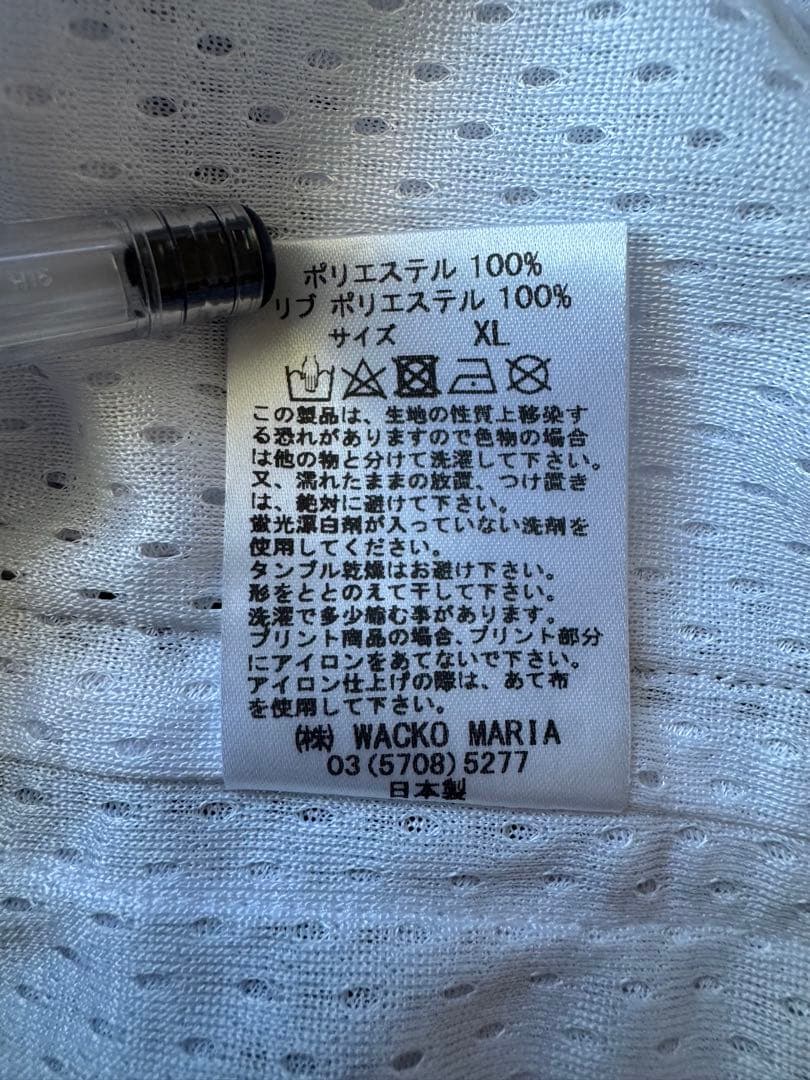 ポリエステル 100%
リブ ポリエステル 100%
サイズ XL
この製品は、生地の性質上移染す
る恐れがありますので色物の場合
は他の物と分けて洗濯して下さい。
又、濡れたままの放置、つけ置き
は、絶対に避けて下さい。
蛍光漂白剤が入っていない洗剤を
使用してください。
タンブル乾燥はお避け下さい。
形をととのえて干して下さい。
洗濯で多少縮む事があります。
プリント商品の場合、プリント部分
にアイロンをあてないで下さい。
アイロン仕上げの際は、あて布
を使用して下さい。
(株) WACKO MARIA
03(5708)5277
日本製